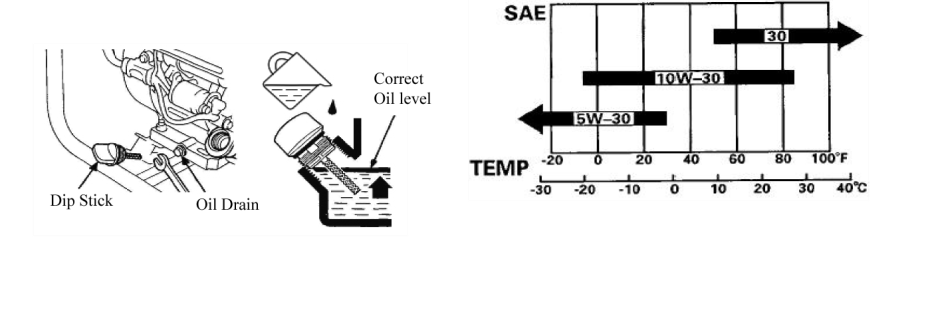 Correct
Oil level
Dip Stick
Oil Drain
SAE
30
10W–30
5W–30
TEMP
-20 0 20 40 60 80 100°F
-30 -20 -10 0 10 20 30 40°C